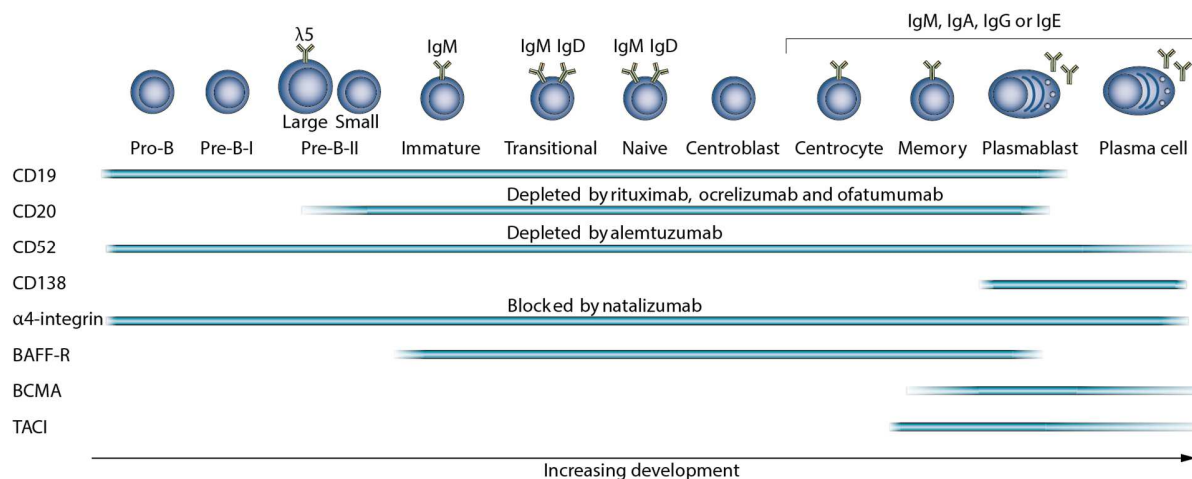 IgM, IgA, IgG or IgE
λ5
IgM
IgM IgD
IgM IgD
Large Small
Pro-B
Pre-B-I
Pre-B-II
Immature
Transitional
Naive
Centroblast
Centrocyte
Memory
Plasmablast
Plasma cell
CD19
Depleted by rituximab, ocrelizumab and ofatumumab
CD20
Depleted by alemtuzumab
CD52
CD138
Blocked by natalizumab
α4-integrin
BAFF-R
BCMA
TACI
Increasing development